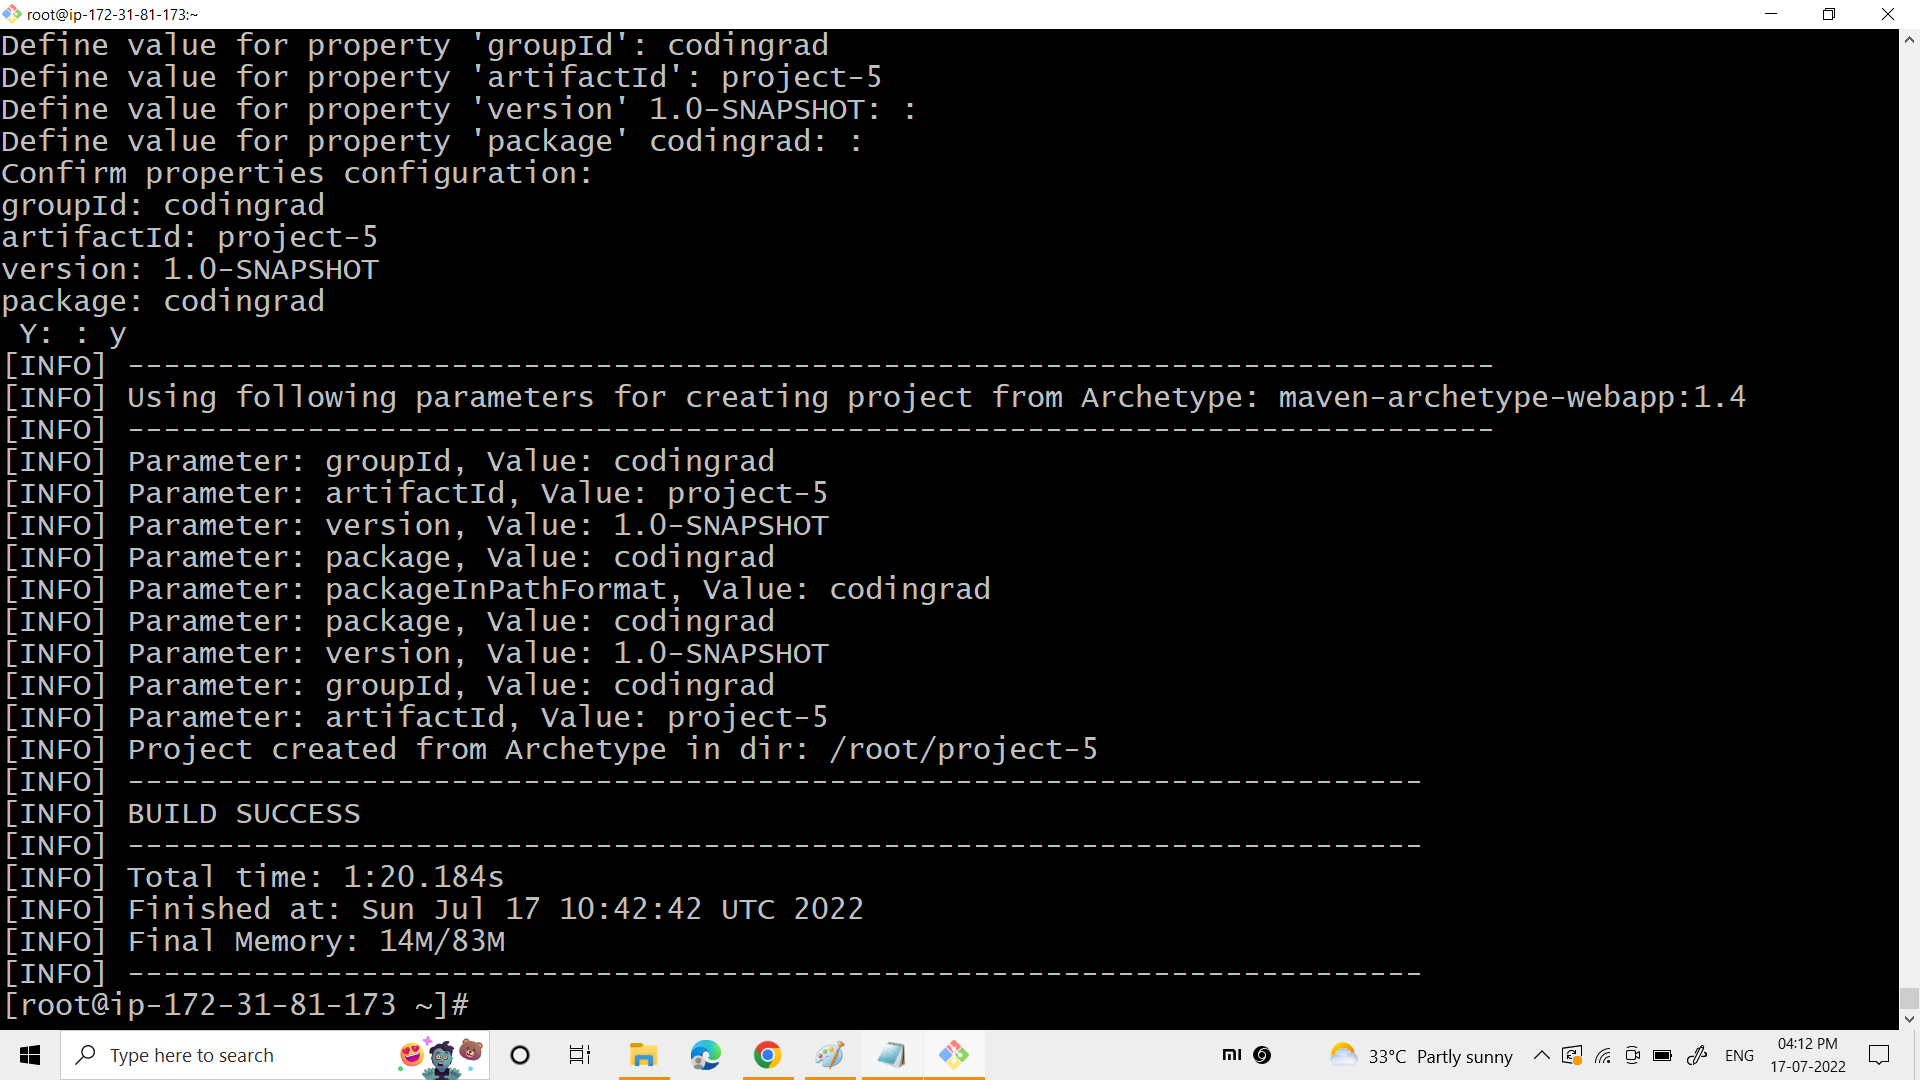 root@ip-172-31-81-173:~
Define value for property 'groupId': codingrad
Define value for property 'artifactId': project-5
Define value for property 'version' 1.0-SNAPSHOT: :
Define value for property 'package' codingrad: :
Confirm properties configuration:
groupId: codingrad
artifactId: project-5
version: 1.0-SNAPSHOT
package: codingrad
 Y: : y
[INFO] ----------------------------------------------------------------------------
[INFO] Using following parameters for creating project from Archetype: maven-archetype-webapp:1.4
[INFO] ----------------------------------------------------------------------------
[INFO] Parameter: groupId, Value: codingrad
[INFO] Parameter: artifactId, Value: project-5
[INFO] Parameter: version, Value: 1.0-SNAPSHOT
[INFO] Parameter: package, Value: codingrad
[INFO] Parameter: packageInPathFormat, Value: codingrad
[INFO] Parameter: package, Value: codingrad
[INFO] Parameter: version, Value: 1.0-SNAPSHOT
[INFO] Parameter: groupId, Value: codingrad
[INFO] Parameter: artifactId, Value: project-5
[INFO] Project created from Archetype in dir: /root/project-5
[INFO] ------------------------------------------------------------------------
[INFO] BUILD SUCCESS
[INFO] ------------------------------------------------------------------------
[INFO] Total time: 1:20.184s
[INFO] Finished at: Sun Jul 17 10:42:42 UTC 2022
[INFO] Final Memory: 14M/83M
[INFO] ------------------------------------------------------------------------
[root@ip-172-31-81-173 ~]#
Type here to search
mı
33°C Partly sunny
ENG
04:12 PM
17-07-2022